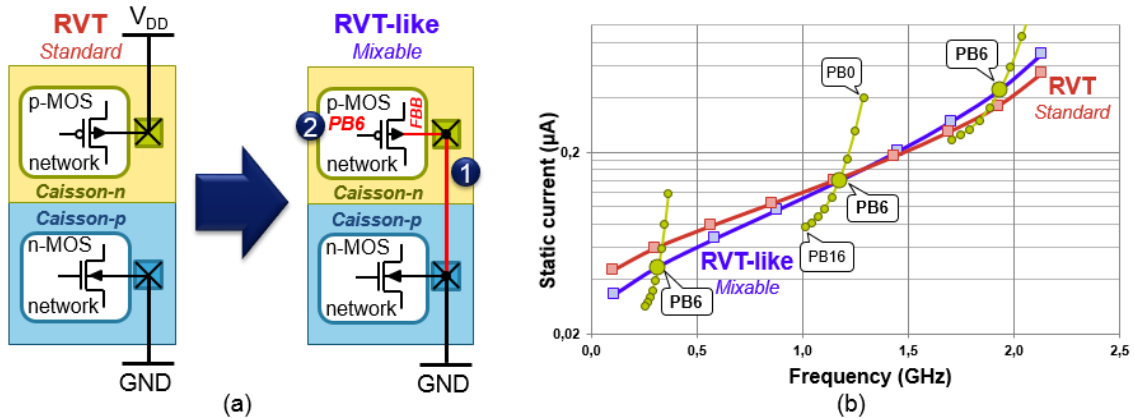 RVT
Standard
V_DD
p-MOS
network
Caisson-n
Caisson-p
n-MOS
network
GND
RVT-like
Mixable
p-MOS
2
PB6
FBB
network
1
Caisson-n
Caisson-p
n-MOS
network
GND
(a)
Static current (µA)
0,2
0,02
PB0
PB6
RVT
Standard
PB6
PB16
RVT-like
Mixable
PB6
0,0
0,5
1,0
1,5
2,0
2,5
Frequency (GHz)
(b)